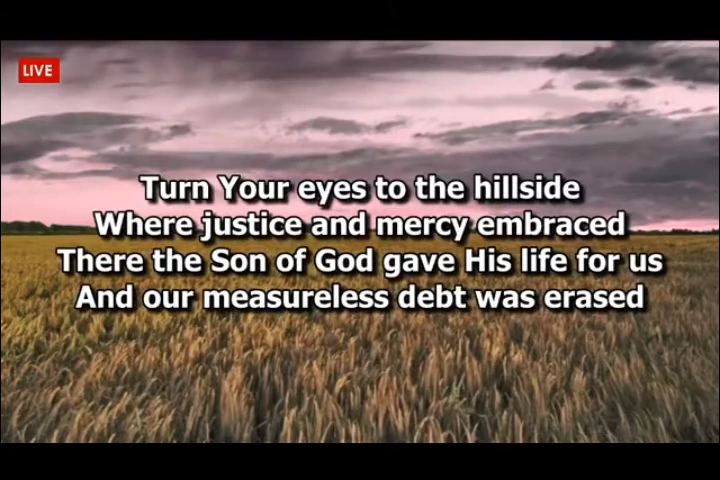 LIVE
Turn Your eyes to the hillside
Where justice and mercy embraced
There the Son of God gave His life for us
And our measureless debt was erased